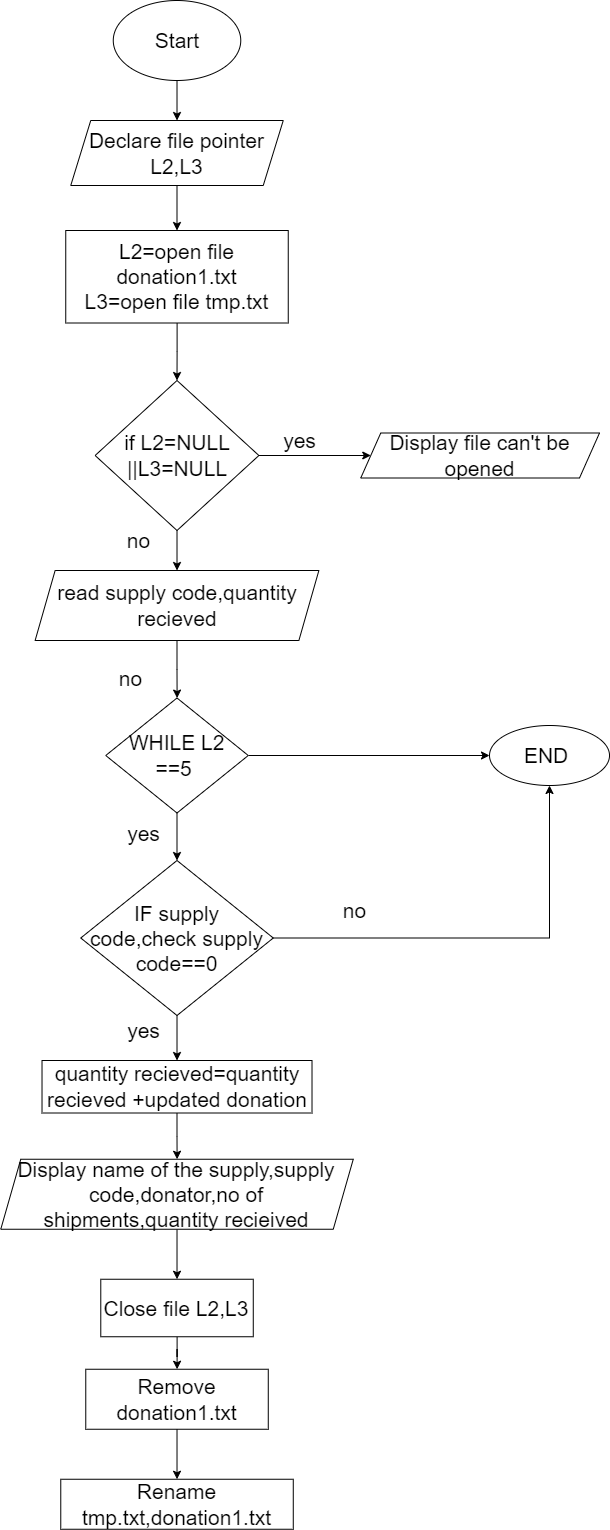 Start
Declare file pointer
L2,L3
L2=open file
donation1.txt
L3=open file tmp.txt
if L2=NULL
||L3=NULL
yes
Display file can't be
opened
no
read supply code,quantity
recieved
no
WHILE L2
==5
END
yes
IF supply
code,check supply
code==0
no
yes
quantity recieved=quantity
recieved +updated donation
Display name of the supply,supply
code,donator,no of
shipments,quantity recieived
Close file L2,L3
Remove
donation1.txt
Rename
tmp.txt,donation1.txt